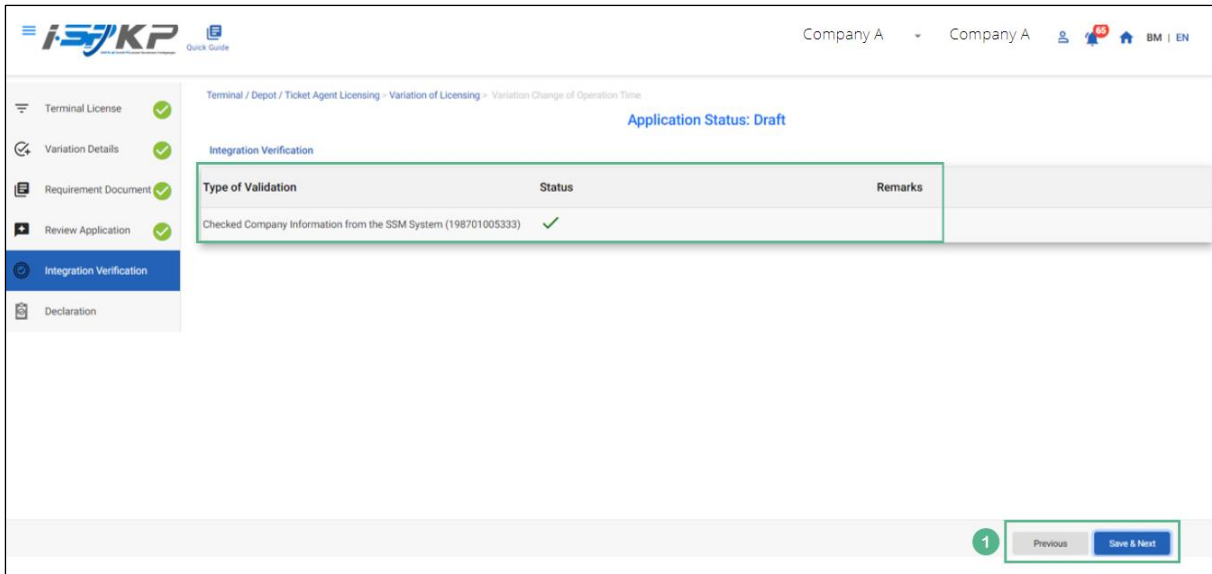 i-SPKP
Quick Guide
Company A
Company A
65
BM | EN
Terminal License
Variation Details
Requirement Document
Review Application
Integration Verification
Declaration
Terminal / Depot / Ticket Agent Licensing > Variation of Licensing > Variation Change of Operation Time
Application Status: Draft
Integration Verification
Type of Validation Status Remarks
Checked Company Information from the SSM System (198701005333)
1
Previous
Save & Next